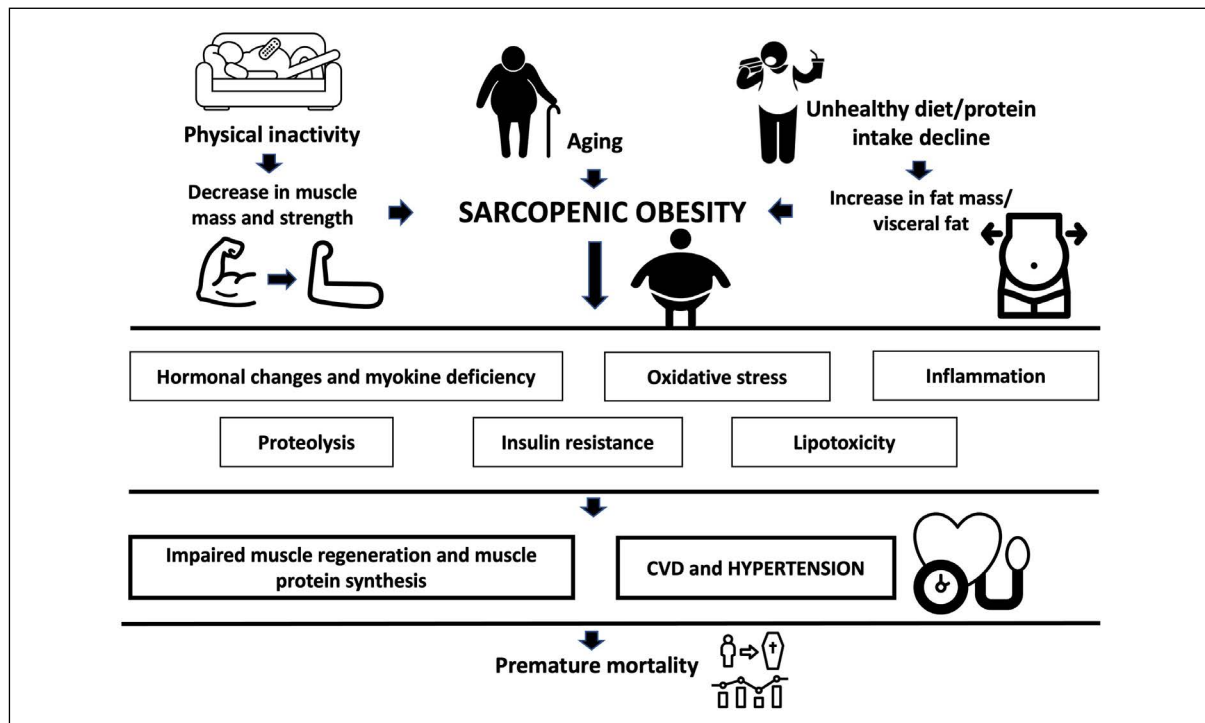 Physical inactivity
Aging
Unhealthy diet/protein
intake decline
Decrease in muscle
mass and strength
SARCOPENIC OBESITY
Increase in fat mass/
visceral fat
Hormonal changes and myokine deficiency
Oxidative stress
Inflammation
Proteolysis
Insulin resistance
Lipotoxicity
Impaired muscle regeneration and muscle
protein synthesis
CVD and HYPERTENSION
Premature mortality